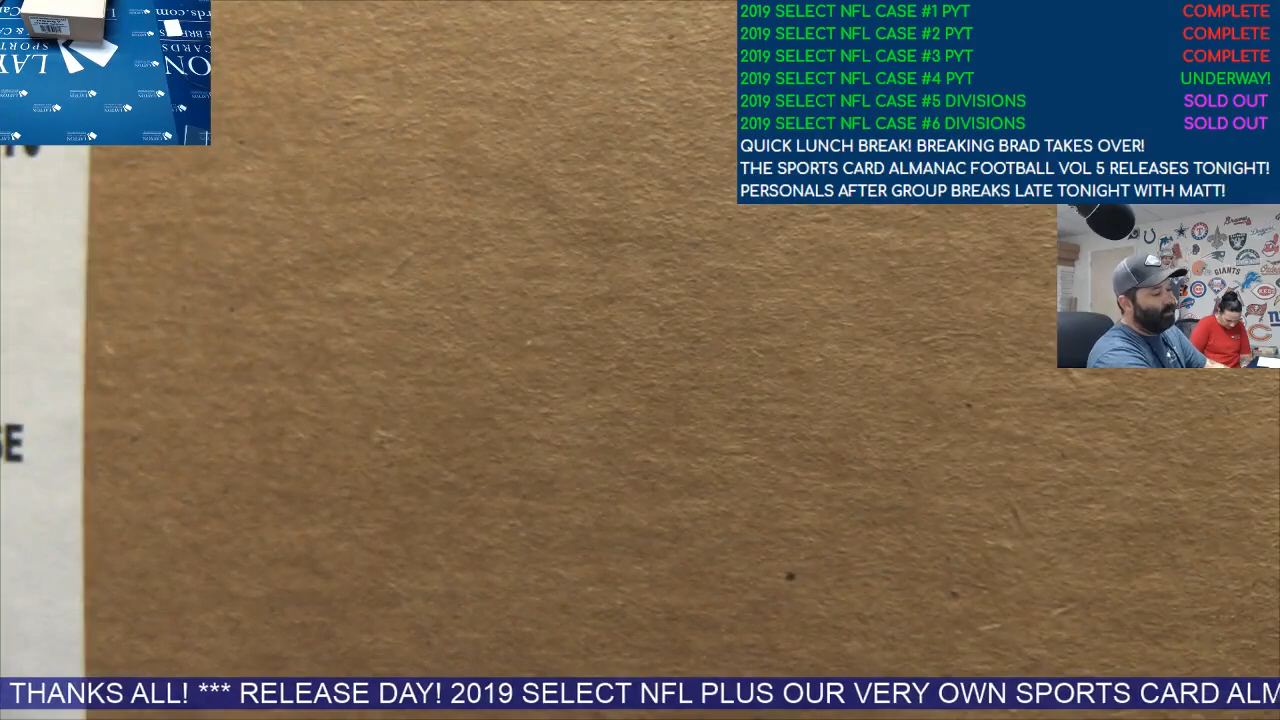 2019 SELECT NFL CASE #1 PYT COMPLETE
2019 SELECT NFL CASE #2 PYT COMPLETE
2019 SELECT NFL CASE #3 PYT COMPLETE
2019 SELECT NFL CASE #4 PYT UNDERWAY!
2019 SELECT NFL CASE #5 DIVISIONS SOLD OUT
2019 SELECT NFL CASE #6 DIVISIONS SOLD OUT
QUICK LUNCH BREAK! BREAKING BRAD TAKES OVER!
THE SPORTS CARD ALMANAC FOOTBALL VOL 5 RELEASES TONIGHT!
PERSONALS AFTER GROUP BREAKS LATE TONIGHT WITH MATT!
GIANTS
THANKS ALL! *** RELEASE DAY! 2019 SELECT NFL PLUS OUR VERY OWN SPORTS CARD ALM